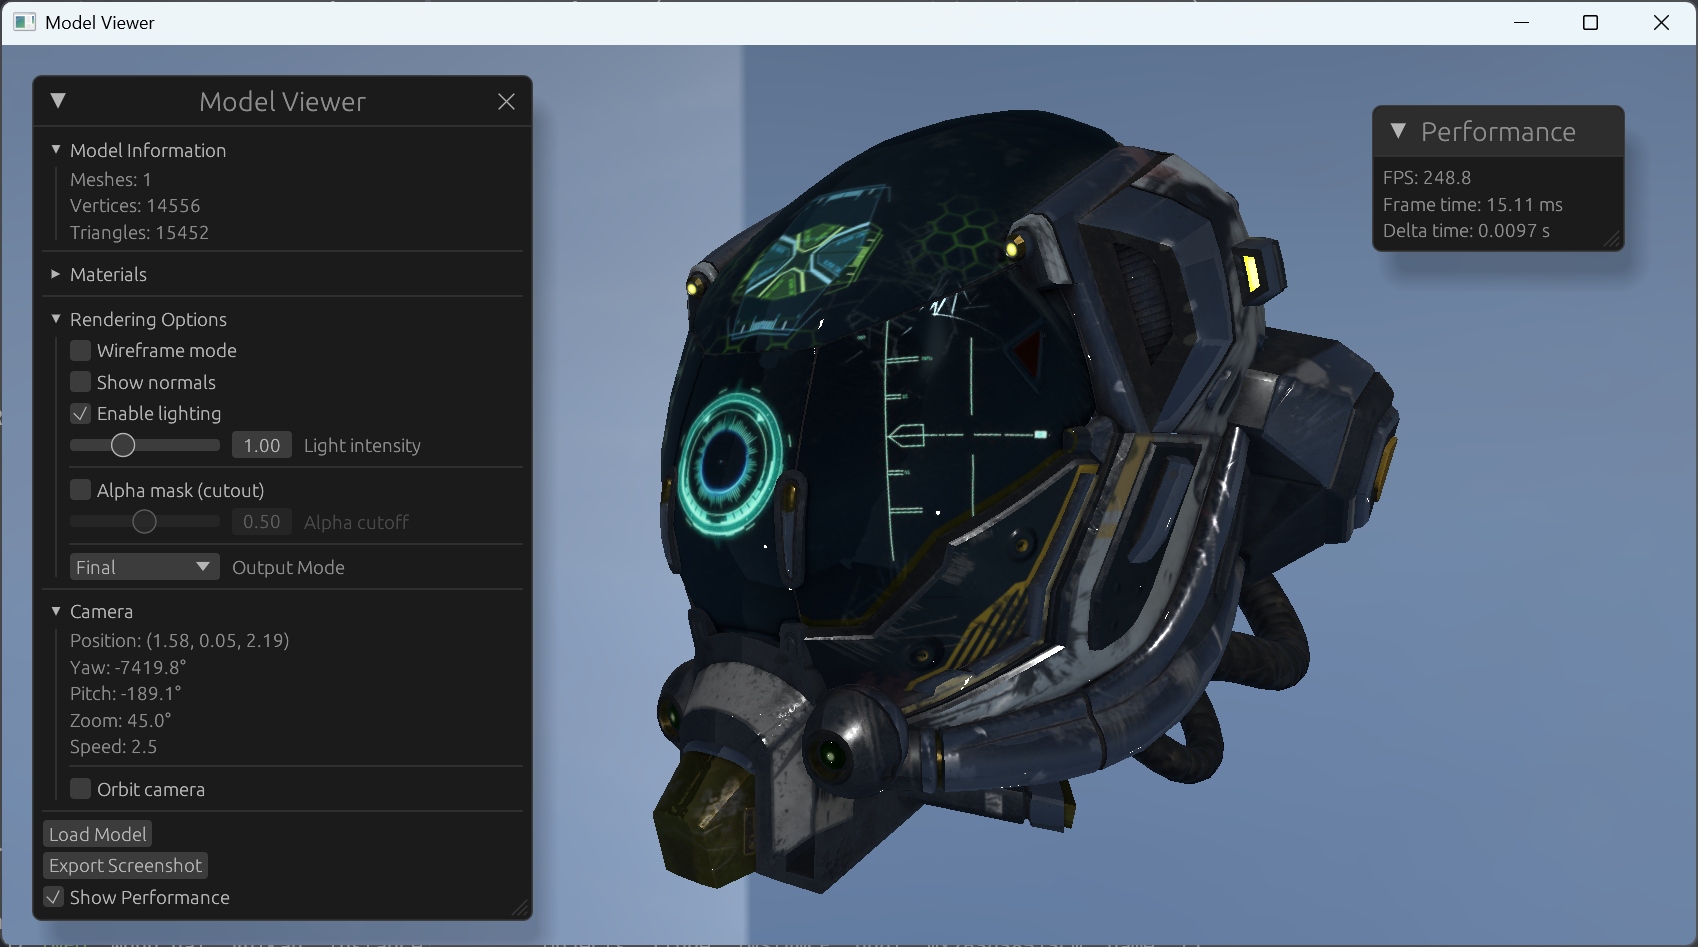 Model Viewer
Model Viewer
Model Information
Meshes: 1
Vertices: 14556
Triangles: 15452
Materials
Rendering Options
Wireframe mode
Show normals
Enable lighting
1.00 Light intensity
Alpha mask (cutout)
0.50 Alpha cutoff
Final Output Mode
Camera
Position: (1.58, 0.05, 2.19)
Yaw: -7419.8°
Pitch: -189.1°
Zoom: 45.0°
Speed: 2.5
Orbit camera
Load Model
Export Screenshot
Show Performance
Performance
FPS: 248.8
Frame time: 15.11 ms
Delta time: 0.0097 s